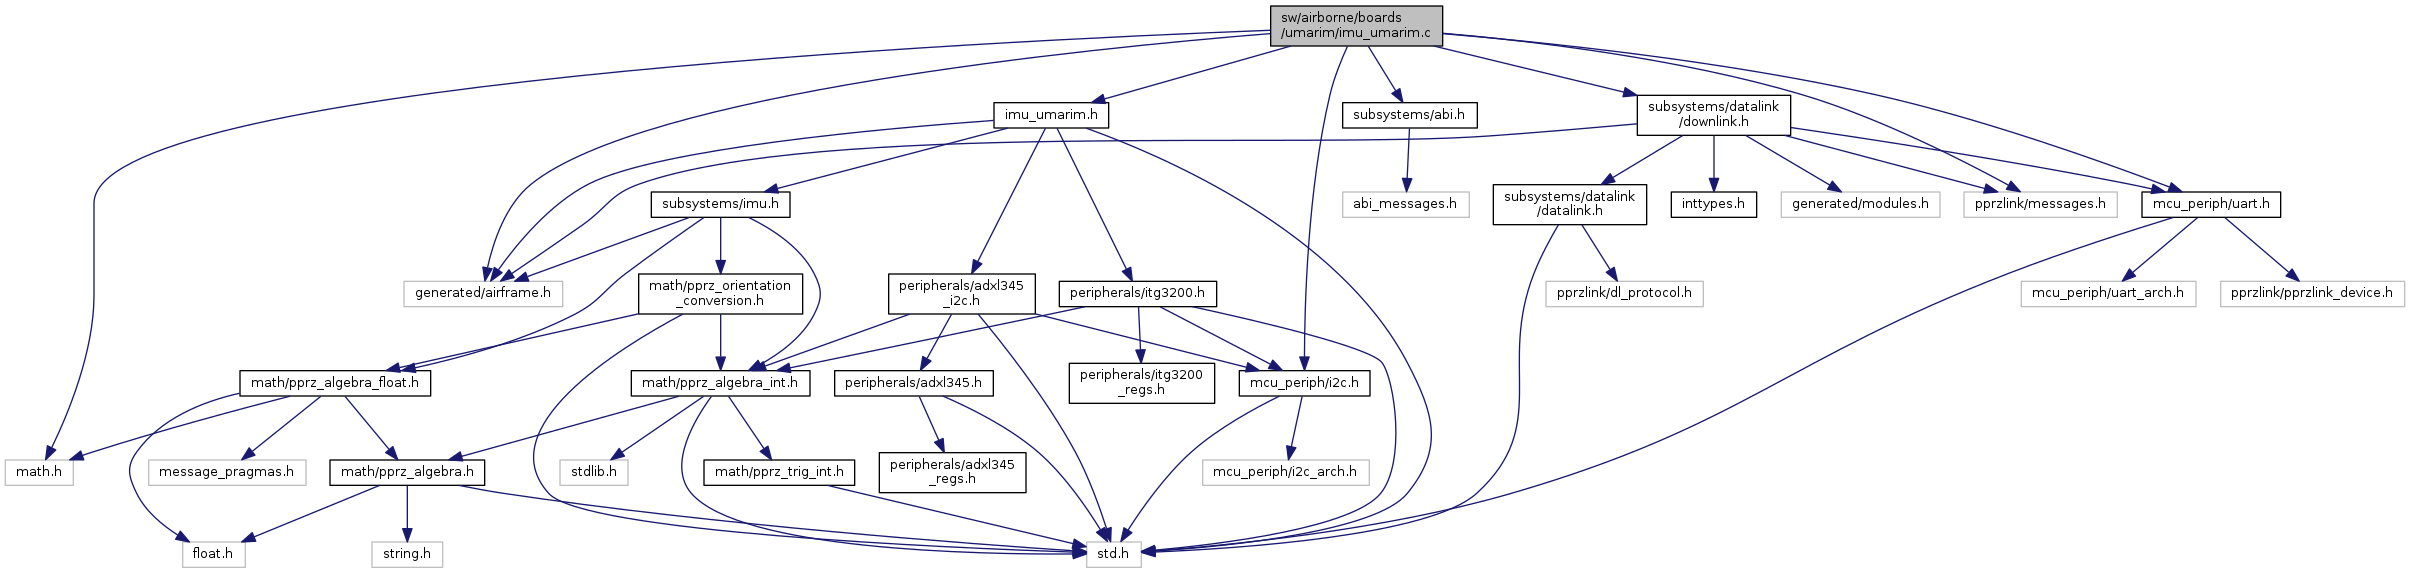 sw/airborne/boards
/umarim/imu_umarim.c
imu_umarim.h
subsystems/abi.h
subsystems/datalink
/downlink.h
subsystems/imu.h
abi_messages.h
subsystems/datalink
/datalink.h
inttypes.h
generated/modules.h
pprzlink/messages.h
mcu_periph/uart.h
generated/airframe.h
math/pprz_orientation
_conversion.h
peripherals/adxl345
_i2c.h
peripherals/itg3200.h
pprzlink/dl_protocol.h
mcu_periph/uart_arch.h
pprzlink/pprzlink_device.h
math/pprz_algebra_float.h
math/pprz_algebra_int.h
peripherals/adxl345.h
peripherals/itg3200
_regs.h
mcu_periph/i2c.h
math.h
message_pragmas.h
math/pprz_algebra.h
stdlib.h
math/pprz_trig_int.h
peripherals/adxl345
_regs.h
mcu_periph/i2c_arch.h
float.h
string.h
std.h